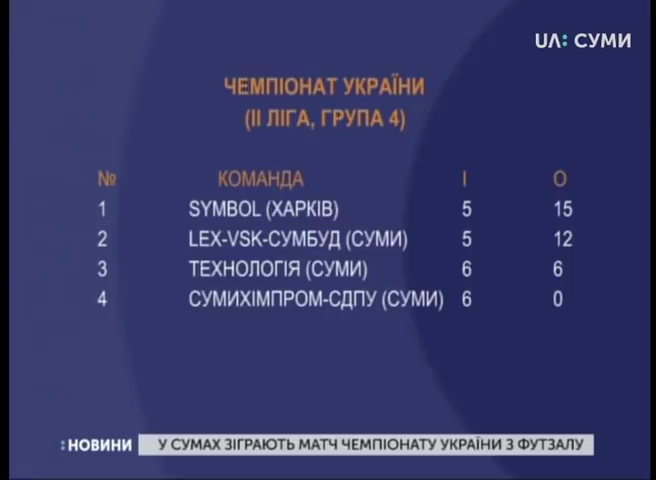 UA: СУМИ
ЧЕМПІОНАТ УКРАЇНИ
(II ЛІГА, ГРУПА 4)
№ КОМАНДА І О
1 SYMBOL (ХАРКІВ) 5 15
2 LEX-VSK-СУМБУД (СУМИ) 5 12
3 ТЕХНОЛОГІЯ (СУМИ) 6 6
4 СУМИХІМПРОМ-СДПУ (СУМИ) 6 0
:НОВИНИ У СУМАХ ЗІГРАЮТЬ МАТЧ ЧЕМПІОНАТУ УКРАЇНИ З ФУТЗАЛУ